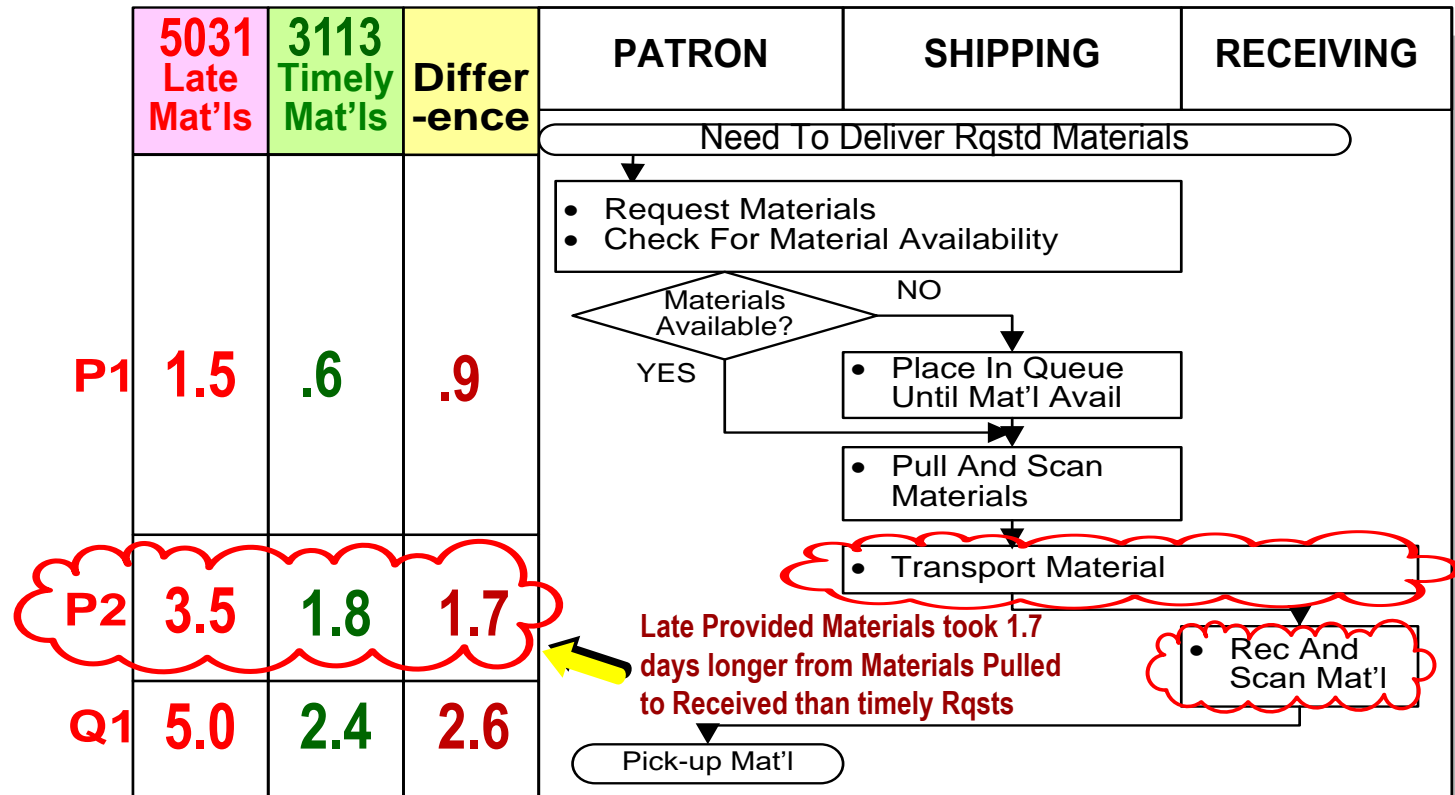 5031
Late
Mat'ls
3113
Timely
Mat'ls
Differ
-ence
PATRON
SHIPPING
RECEIVING
Need To Deliver Rqstd Materials
• Request Materials
• Check For Material Availability
Materials
Available?
NO
YES
P1 1.5 .6 .9
• Place In Queue
Until Mat'l Avail
• Pull And Scan
Materials
• Transport Material
P2 3.5 1.8 1.7
Late Provided Materials took 1.7
days longer from Materials Pulled
to Received than timely Rqsts
• Rec And
Scan Mat'l
Q1 5.0 2.4 2.6
Pick-up Mat'l